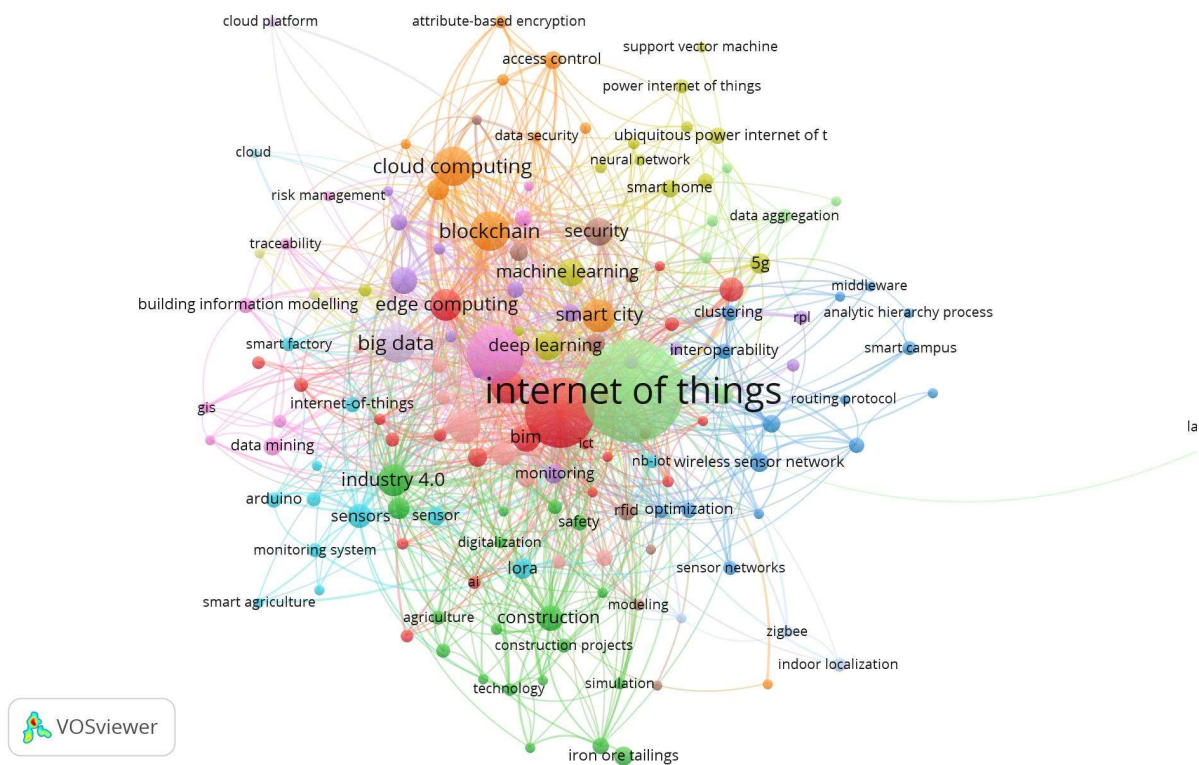 cloud platform
attribute-based encryption
support vector machine
access control
power internet of things
data security
ubiquitous power internet of t
cloud
neural network
cloud computing
smart home
risk management
data aggregation
blockchain
security
traceability
5g
machine learning
middleware
building information modelling
edge computing
smart city
clustering
rpl
analytic hierarchy process
smart factory
big data
deep learning
interoperability
smart campus
internet of things
internet-of-things
routing protocol
gis
la
data mining
bim
ict
nb-iot
wireless sensor network
monitoring
industry 4.0
arduino
sensors
sensor
safety
rfid
optimization
digitalization
monitoring system
lora
sensor networks
ai
smart agriculture
modeling
agriculture
construction
zigbee
construction projects
indoor localization
technology
simulation
VOSviewer
iron ore tailings